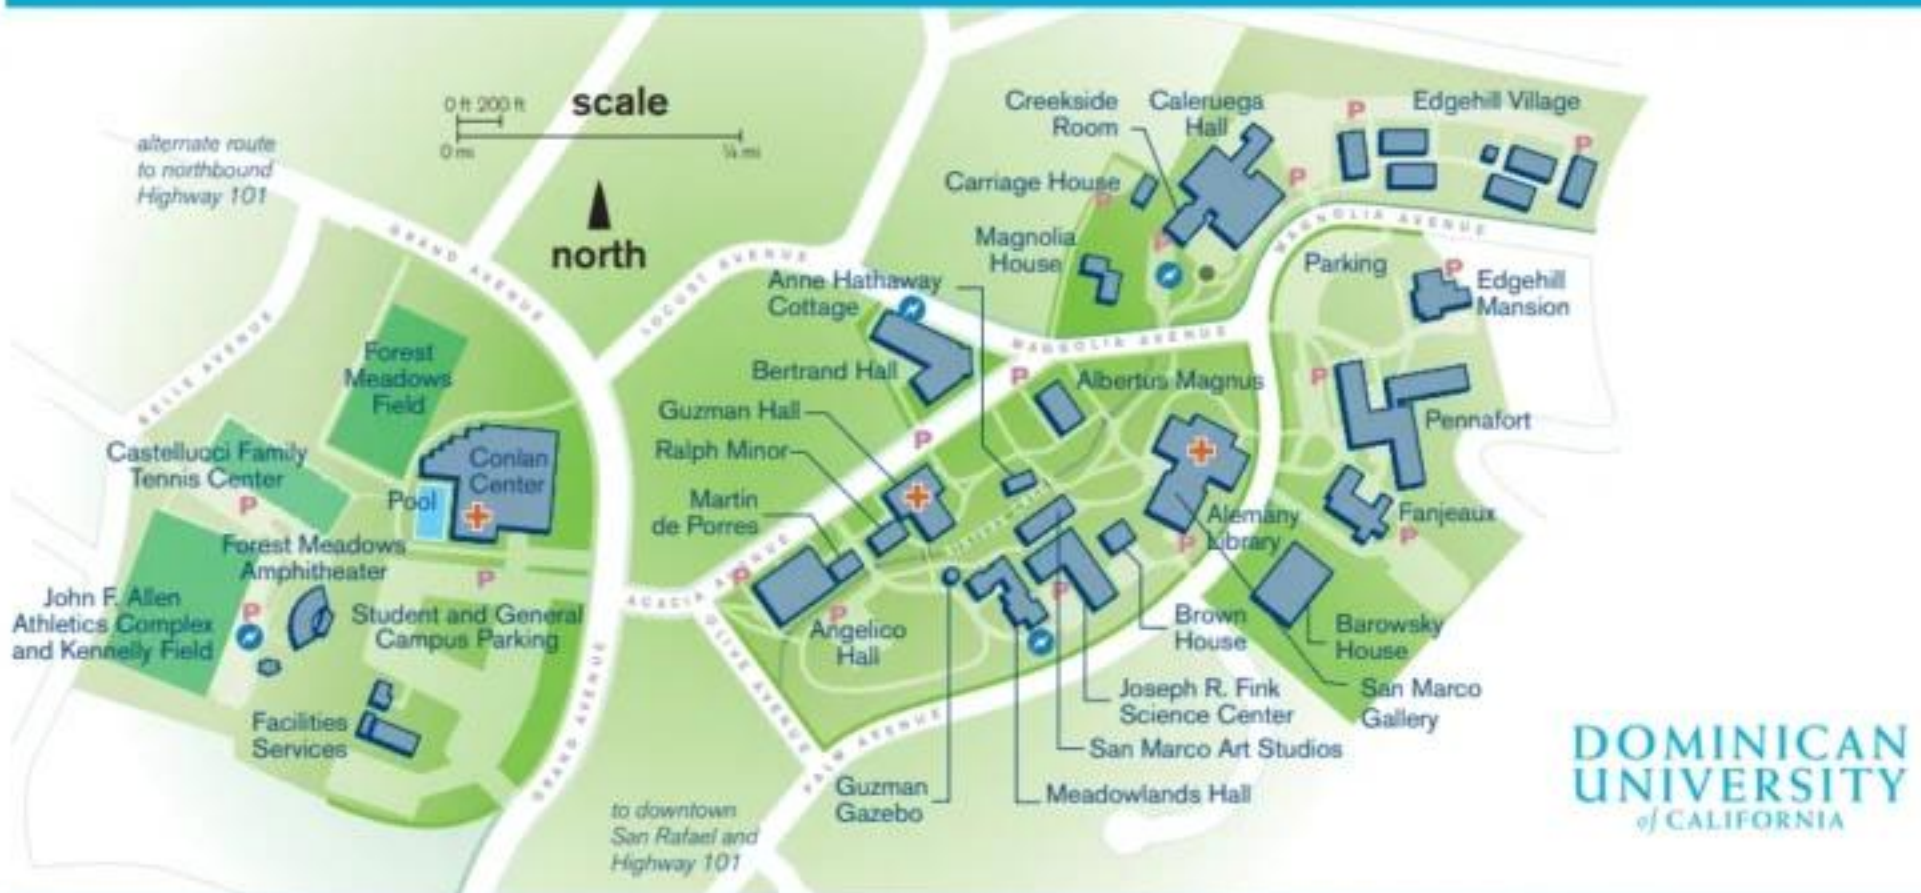 0 ft 200 ft
scale
0 mi
¼ mi
alternate route
to northbound
Highway 101
north
GRAND AVENUE
LOCUST AVENUE
BELLE AVENUE
Creekside
Room
Caleruega
Hall
P
Edgehill Village
P
P
Carriage House
P
MAGNOLIA AVENUE
Magnolia
House
P
Parking
P
Edgehill
Mansion
Anne Hathaway
Cottage
MAGNOLIA AVENUE
Forest
Meadows
Field
Bertrand Hall
P
Albertus Magnus
P
Guzman Hall
Pennafort
P
Ralph Minor
Castellucci Family
Tennis Center
Conlan
Center
Pool
P
Martin
de Porres
Alemany
Library
Fanjeaux
P
P
Forest Meadows
Amphitheater
P
ACACIA AVENUE
P
John F. Allen
Athletics Complex
and Kennelly Field
P
Student and General
Campus Parking
P
Angelico
Hall
P
Brown
House
Barowsky
House
OLIVE AVENUE
Joseph R. Fink
Science Center
San Marco
Gallery
Facilities
Services
GRAND AVENUE
PALM AVENUE
San Marco Art Studios
Guzman
Gazebo
Meadowlands Hall
to downtown
San Rafael and
Highway 101
DOMINICAN
UNIVERSITY
of CALIFORNIA